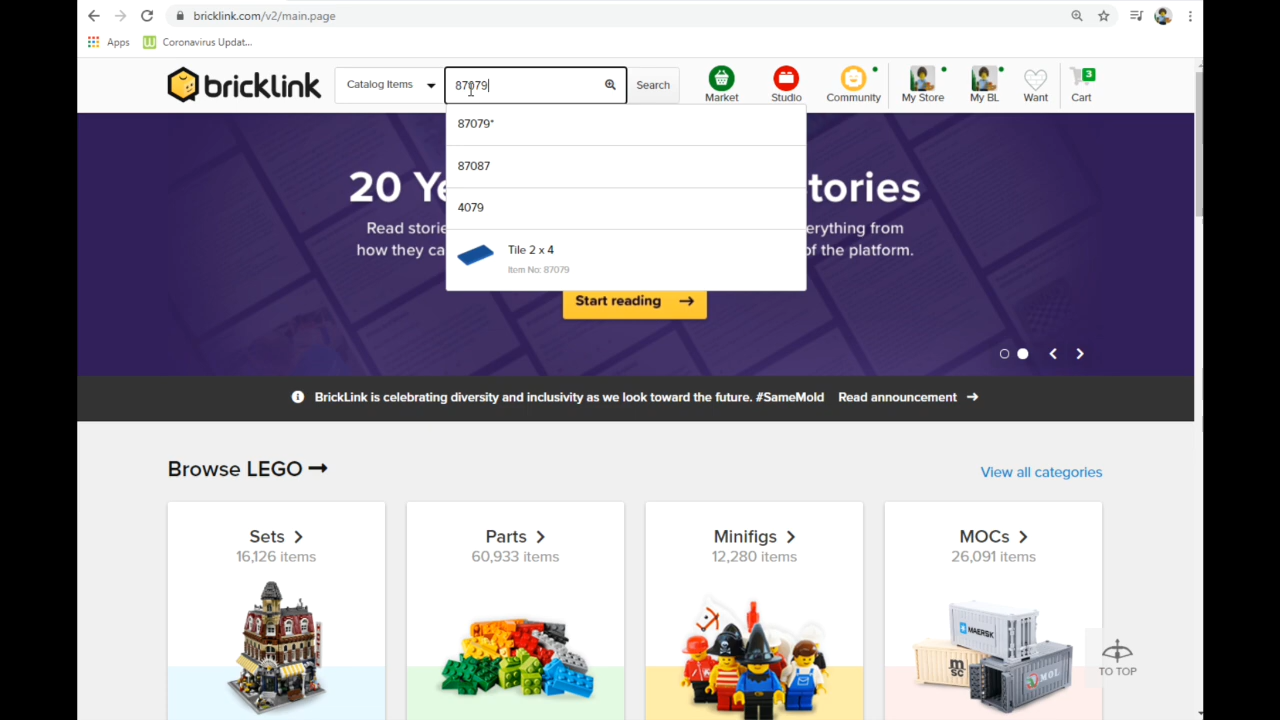 bricklink.com/v2/main.page
Apps
Coronavirus Updat...
bricklink
Catalog Items
87079
Search
Market
Studio
Community
My Store
My BL
Want
3
Cart
87079*
87087
4079
Tile 2 x 4
Item No: 87079
20 Ye
tories
Read storie
erything from
how they ca
of the platform.
Start reading
BrickLink is celebrating diversity and inclusivity as we look toward the future. #SameMold Read announcement
Browse LEGO
View all categories
Sets
16,126 items
Parts
60,933 items
Minifigs
12,280 items
MOCs
26,091 items
MAERSK
m
sc
MOL
TO TOP